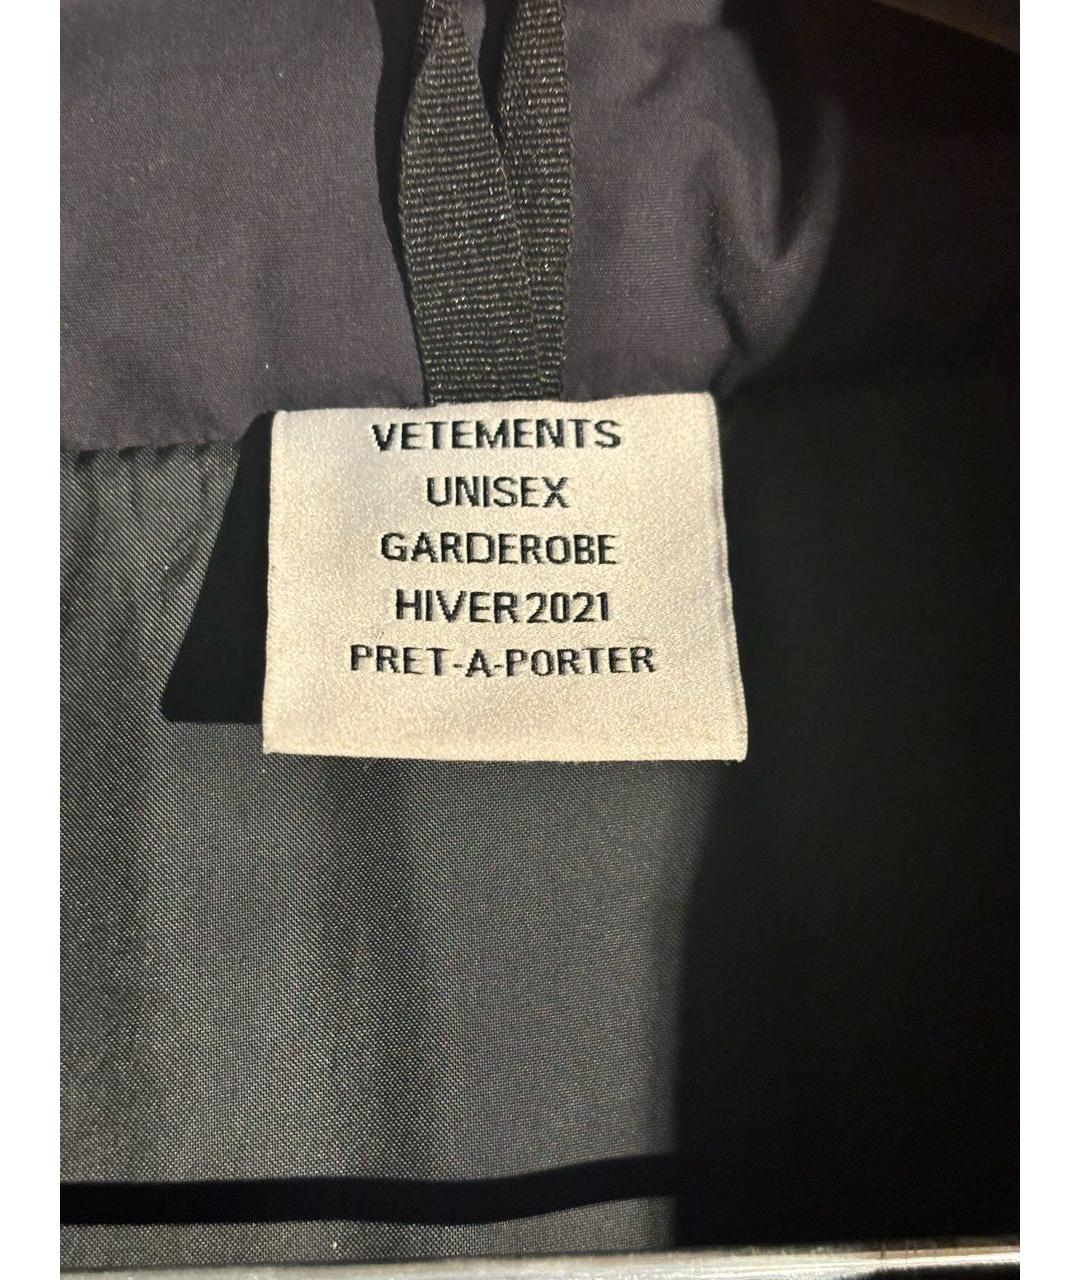 VETEMENTS
UNISEX
GARDEROBE
HIVER 2021
PRET-A-PORTER